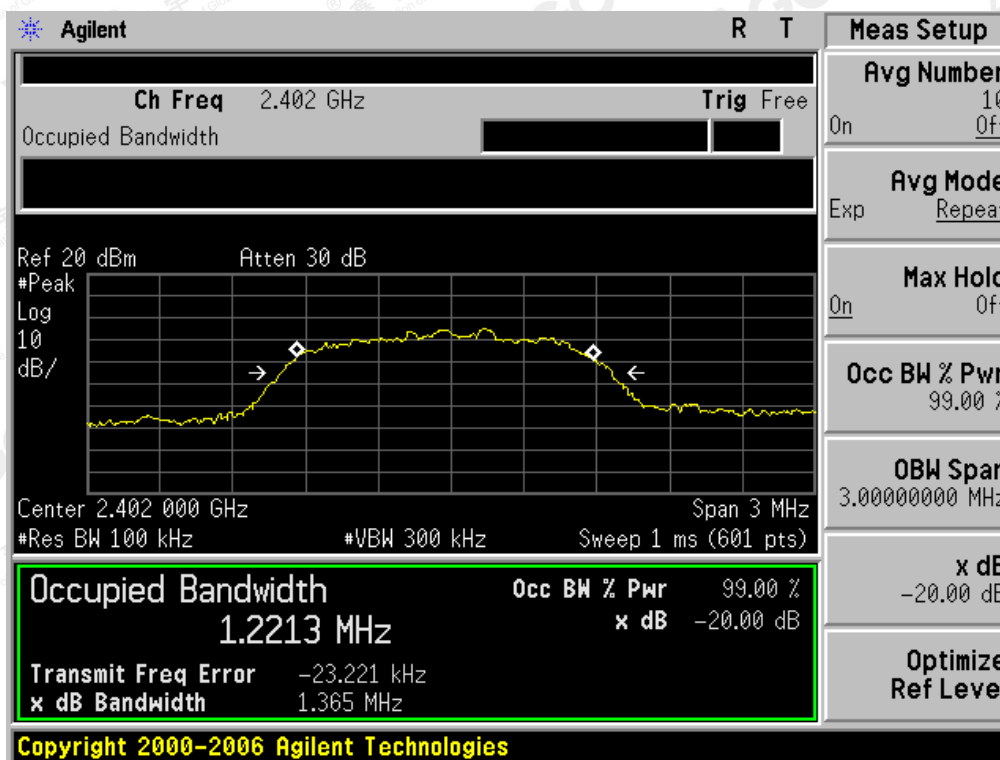 Agilent R T
Meas Setup
Ch Freq 2.402 GHz Trig Free
Occupied Bandwidth
Avg Number
On
Avg Mode
Exp
Ref 20 dBm Atten 30 dB
#Peak
Log
10
dB/
Max Hold
On
Occ BW % Pwr
99.00 %
OBW Span
3.00000000 MHz
Center 2.402 000 GHz Span 3 MHz
#Res BW 100 kHz #VBW 300 kHz Sweep 1 ms (601 pts)
x dB
-20.00 dB
Optimize
Ref Level
Occupied Bandwidth Occ BW % Pwr 99.00 %
1.2213 MHz x dB -20.00 dB
Transmit Freq Error -23.221 kHz
x dB Bandwidth 1.365 MHz
Copyright 2000-2006 Agilent Technologies